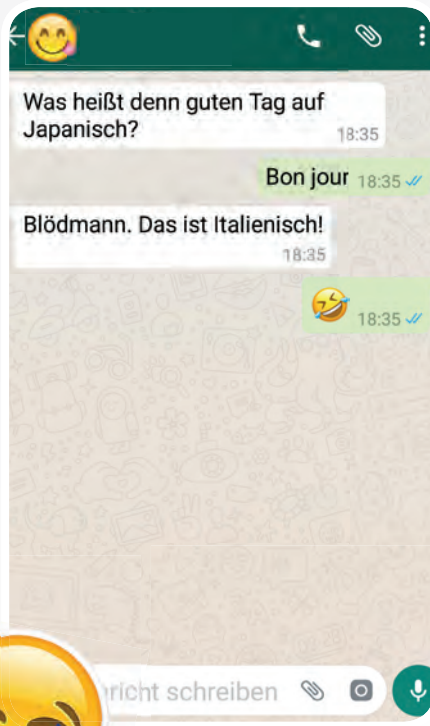 Was heißt denn guten Tag auf
Japanisch?
18:35
Bon jour 18:35
Blödmann. Das ist Italienisch!
18:35
18:35
schreiben